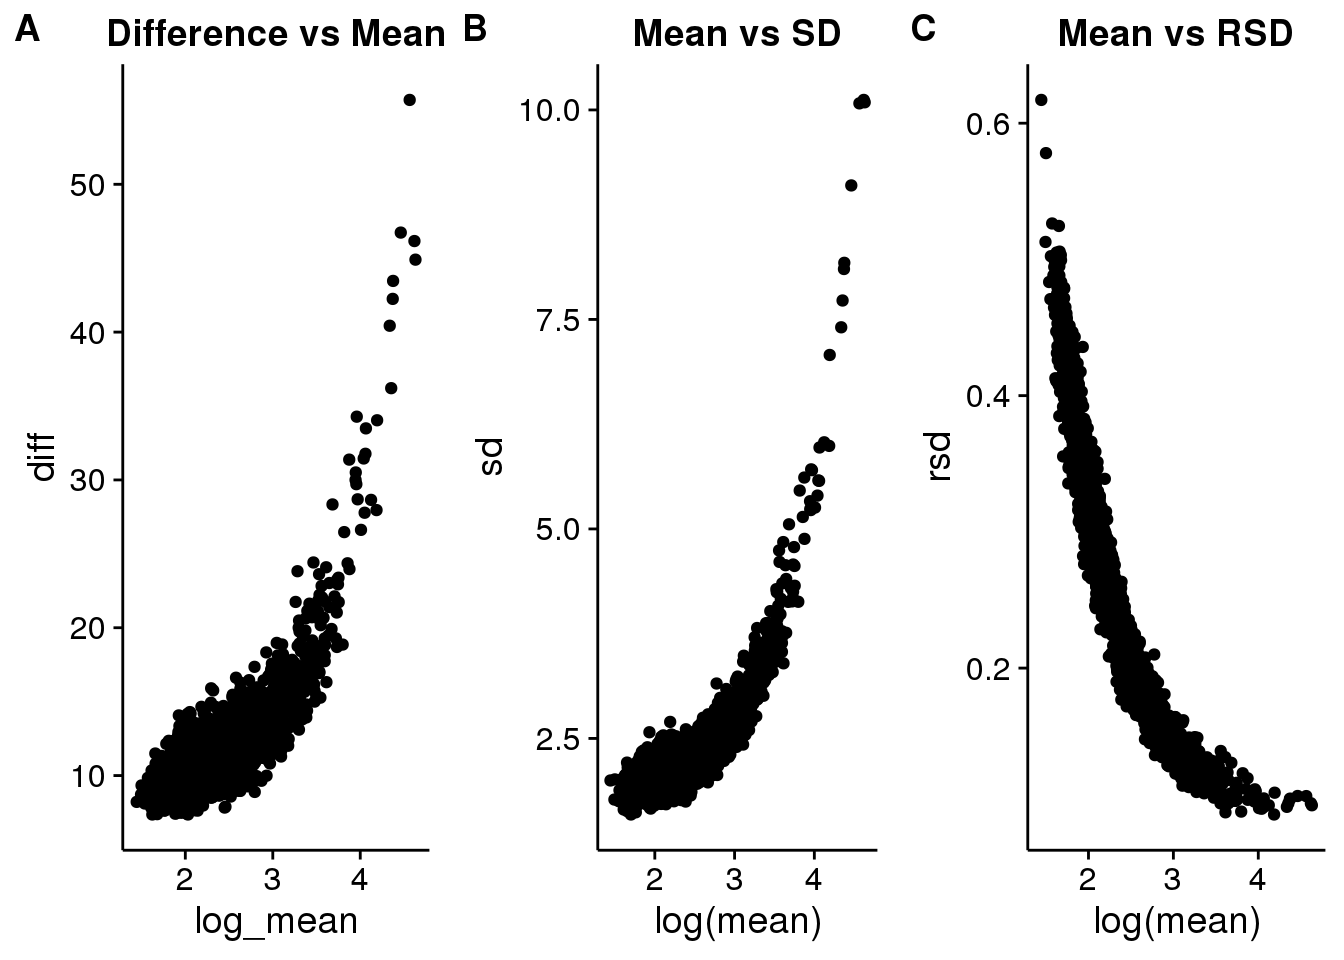 A
Difference vs Mean
diff
50
40
30
20
10
2 3 4
log_mean
B
Mean vs SD
sd
10.0
7.5
5.0
2.5
2 3 4
log(mean)
C
Mean vs RSD
rsd
0.6
0.4
0.2
2 3 4
log(mean)